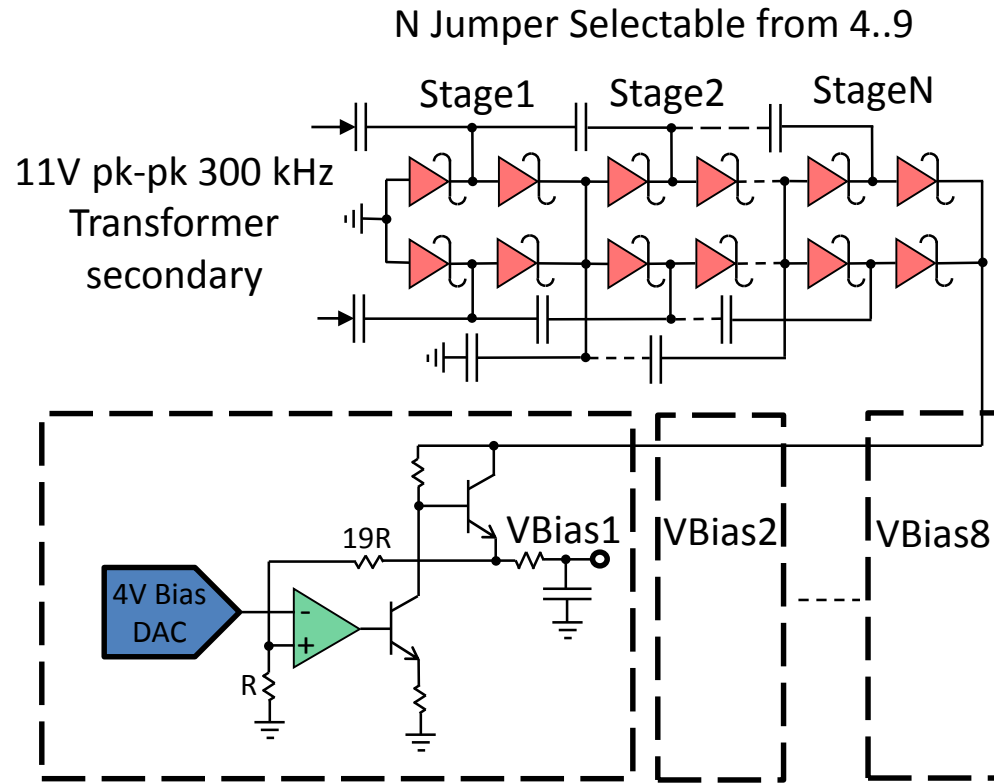 N Jumper Selectable from 4..9
Stage1
Stage2
StageN
11V pk-pk 300 kHz
Transformer
secondary
19R
VBias1
VBias2
VBias8
4V Bias
DAC
-
+
R